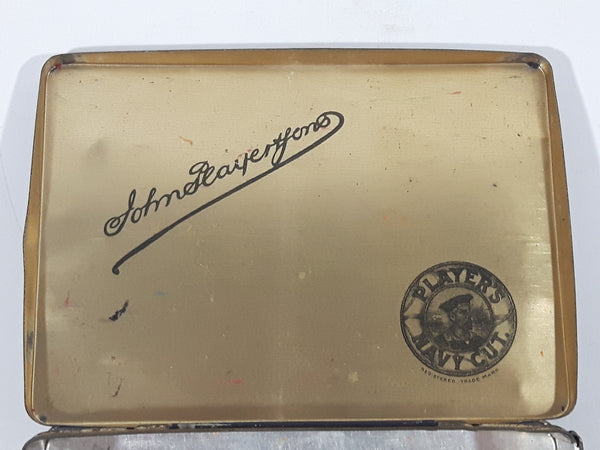 John Player & Sons
PLAYER'S
NAVY CUT.
REGISTERED TRADE MARK